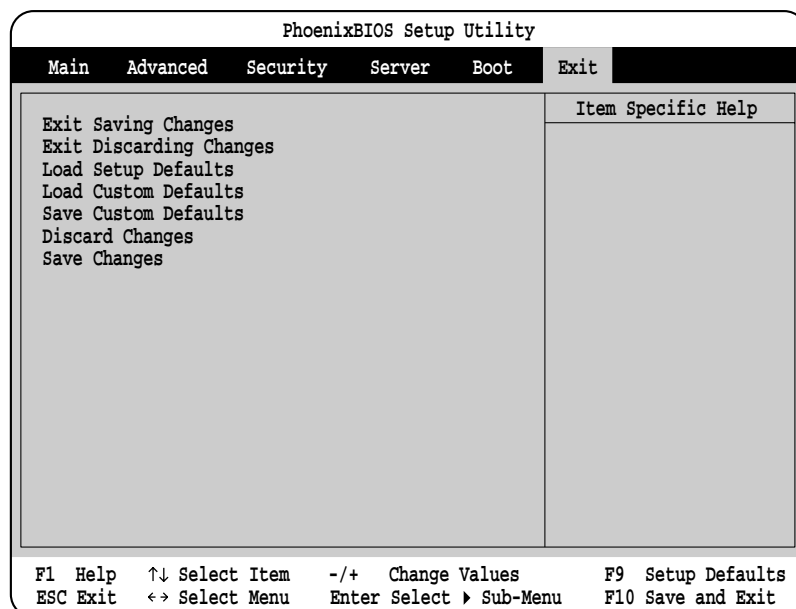 PhoenixBIOS Setup Utility
Main Advanced Security Server Boot Exit
Item Specific Help
Exit Saving Changes
Exit Discarding Changes
Load Setup Defaults
Load Custom Defaults
Save Custom Defaults
Discard Changes
Save Changes
F1 Help ↑↓ Select Item -/+ Change Values F9 Setup Defaults
ESC Exit ←→ Select Menu Enter Select ▶ Sub-Menu F10 Save and Exit